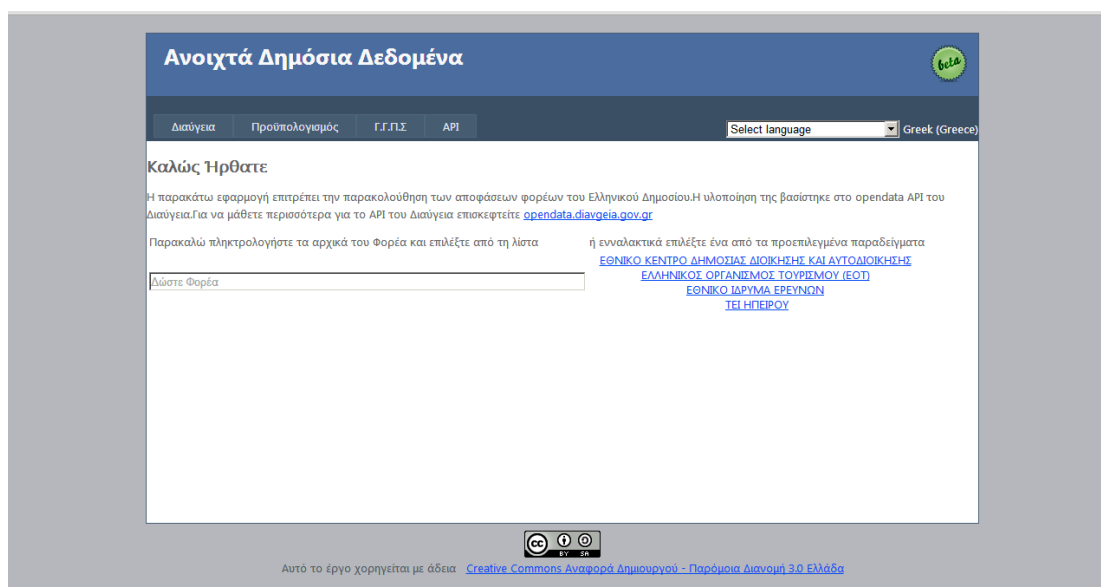 Ανοιχτά Δημόσια Δεδομένα
beta
Διαύγεια Προϋπολογισμός Γ.Γ.Π.Σ API
Select language Greek (Greece)
Καλώς Ήρθατε
Η παρακάτω εφαρμογή επιτρέπει την παρακολούθηση των αποφάσεων φορέων του Ελληνικού Δημοσίου.Η υλοποίηση της βασίστηκε στο opendata API του
Διαύγεια.Για να μάθετε περισσότερα για το API του Διαύγεια επισκεφτείτε opendata.diavgeia.gov.gr
Παρακαλώ πληκτρολογήστε τα αρχικά του Φορέα και επιλέξτε από τη λίστα
Δώστε Φορέα
ή ενναλακτικά επιλέξτε ένα από τα προεπιλεγμένα παραδείγματα
ΕΘΝΙΚΟ ΚΕΝΤΡΟ ΔΗΜΟΣΙΑΣ ΔΙΟΙΚΗΣΗΣ ΚΑΙ ΑΥΤΟΔΙΟΙΚΗΣΗΣ
ΕΛΛΗΝΙΚΟΣ ΟΡΓΑΝΙΣΜΟΣ ΤΟΥΡΙΣΜΟΥ (ΕΟΤ)
ΕΘΝΙΚΟ ΙΔΡΥΜΑ ΕΡΕΥΝΩΝ
ΤΕΙ ΗΠΕΙΡΟΥ
cc BY SA
Αυτό το έργο χορηγείται με άδεια Creative Commons Αναφορά Δημιουργού - Παρόμοια Διανομή 3.0 Ελλάδα